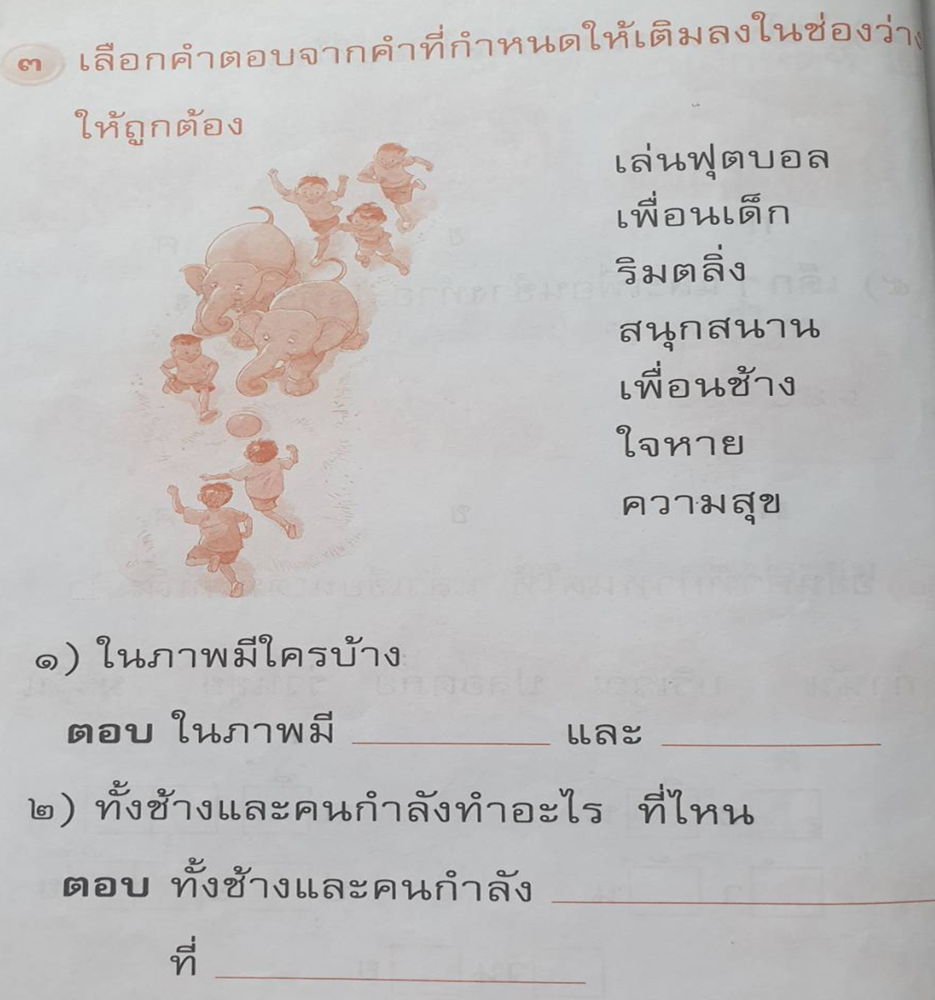 ๓ เลือกคำตอบจากคำที่กำหนดให้เติมลงในช่องว่าง
ให้ถูกต้อง
เล่นฟุตบอล
เพื่อนเด็ก
ริมตลิ่ง
สนุกสนาน
เพื่อนช้าง
ใจหาย
ความสุข
๑) ในภาพมีใครบ้าง
ตอบ ในภาพมี และ
๒) ทั้งช้างและคนกำลังทำอะไร ที่ไหน
ตอบ ทั้งช้างและคนกำลัง
ที่